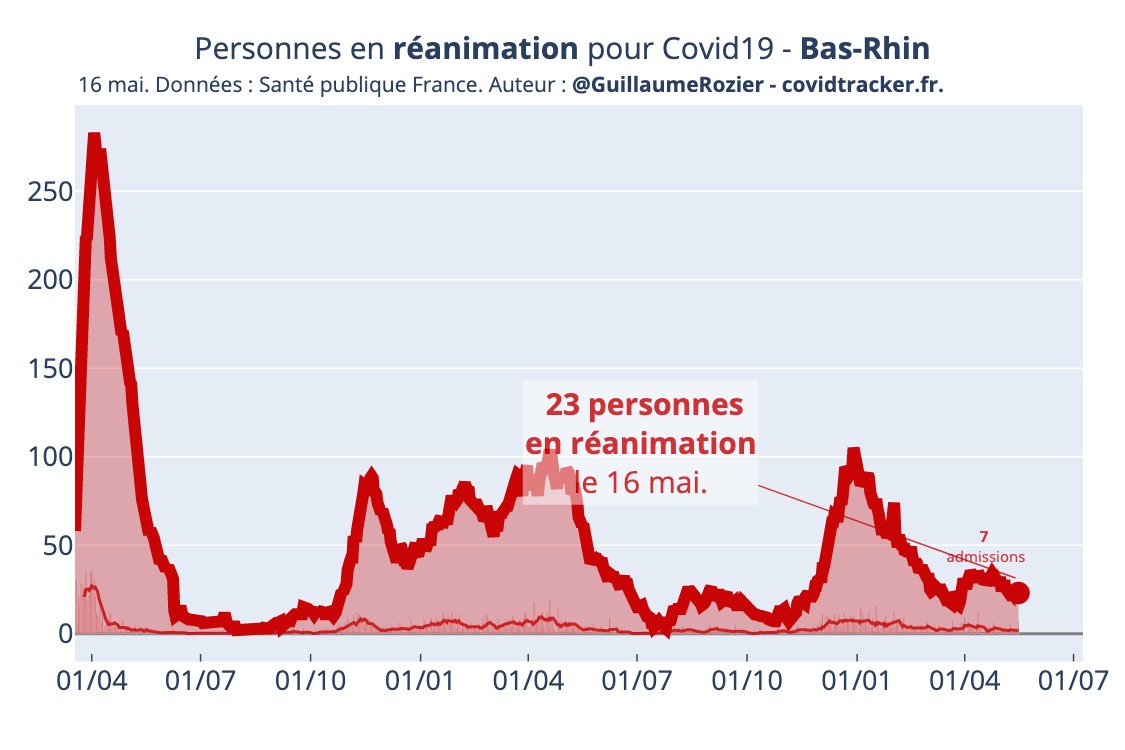 Personnes en réanimation pour Covid19 - Bas-Rhin
16 mai. Données : Santé publique France. Auteur : @GuillaumeRozier - covidtracker.fr.
250
200
150
100
50
0
23 personnes
en réanimation
le 16 mai.
7
admissions
01/04 01/07 01/10 01/01 01/04 01/07 01/10 01/01 01/04 01/07